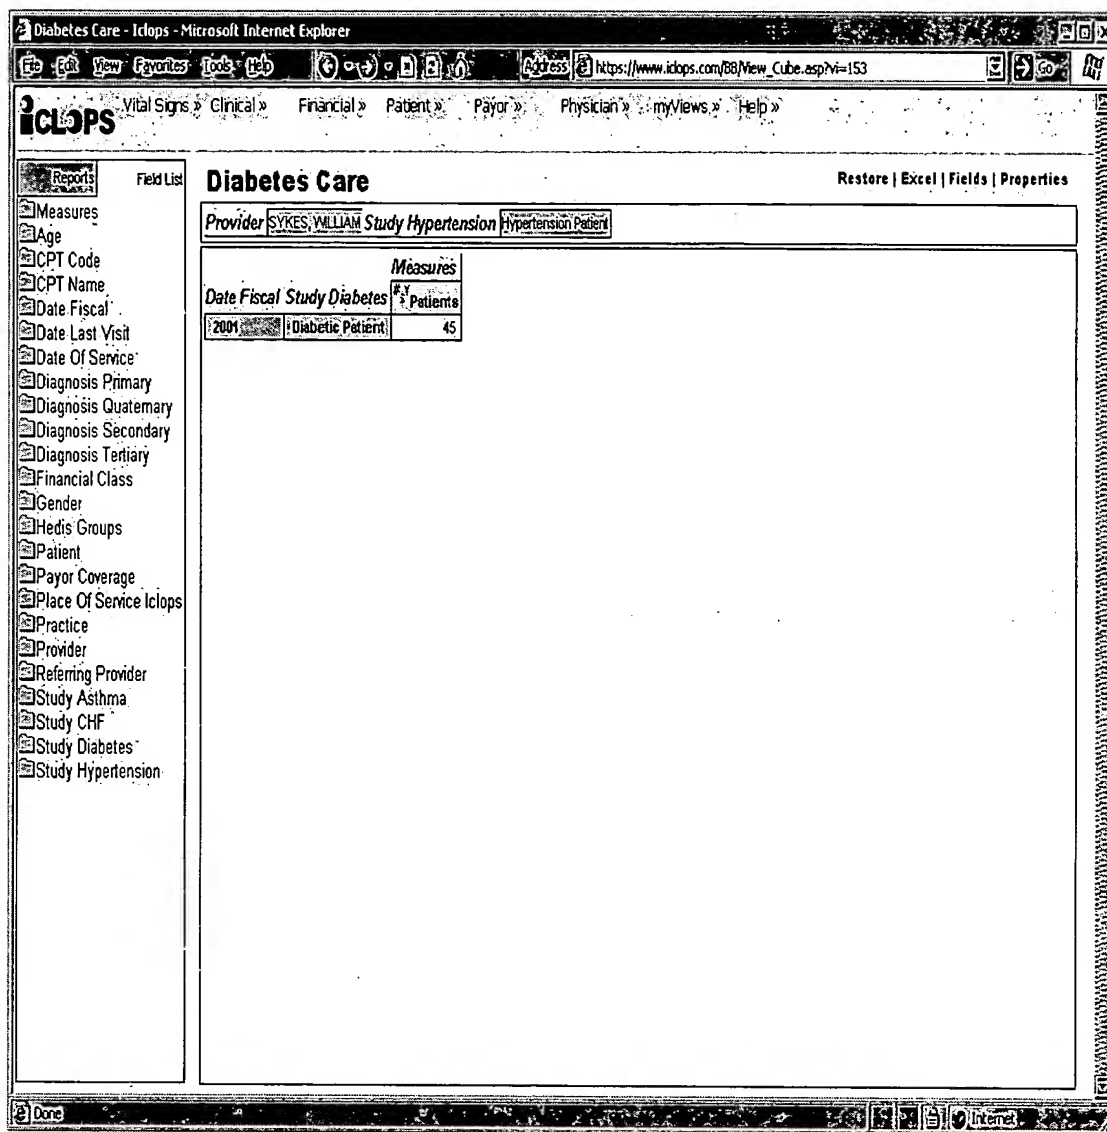 Diabetes Care - Iclops - Microsoft Internet Explorer
File Edit View Favorites Tools Help Address https://www.iclops.com/BB/View_Cube.asp?vi=153 Go
ICLOPS Vital Signs » Clinical » Financial » Patient » Payor » Physician » myViews » Help »
Reports Field List
Diabetes Care Restore | Excel | Fields | Properties
Measures
Age
CPT Code
CPT Name
Date Fiscal
Date Last Visit
Date Of Service
Diagnosis Primary
Diagnosis Quaternary
Diagnosis Secondary
Diagnosis Tertiary
Financial Class
Gender
Hedis Groups
Patient
Payor Coverage
Place Of Service Iclops
Practice
Provider
Referring Provider
Study Asthma
Study CHF
Study Diabetes
Study Hypertension
Provider SYKES, WILLIAM Study Hypertension Hypertension Patient
Measures
Date Fiscal Study Diabetes Patients
2001 Diabetic Patient 45
Done Internet